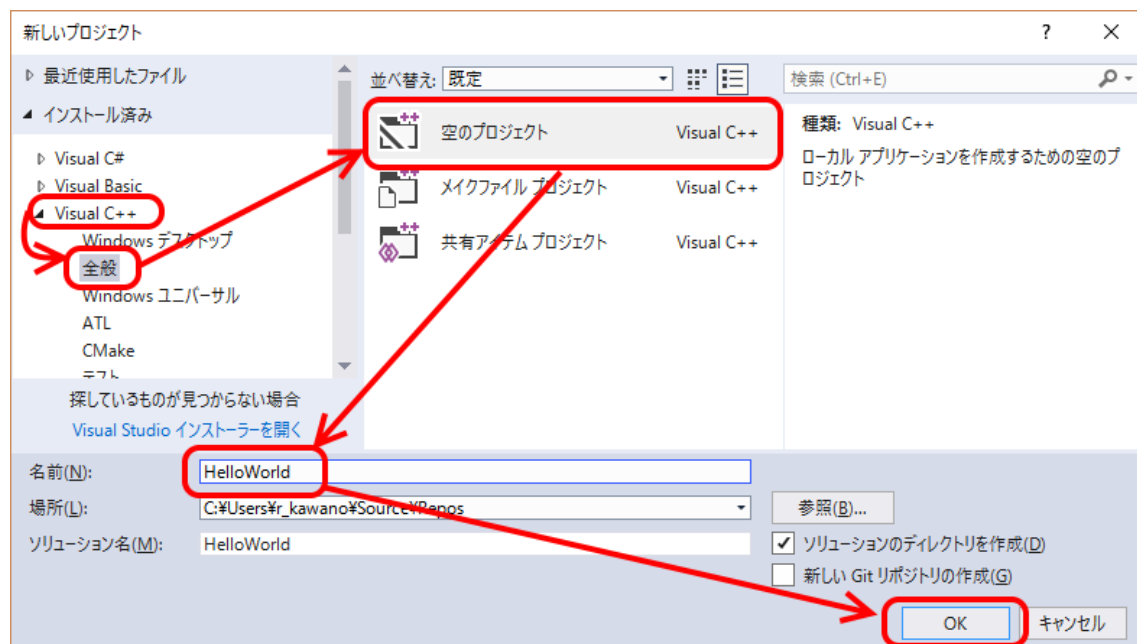 新しいプロジェクト
?
最近使用したファイル
インストール済み
Visual C#
Visual Basic
Visual C++
Windows デスクトップ
全般
Windows ユニバーサル
ATL
CMake
テスト
探しているものが見つからない場合
Visual Studio インストーラーを開く
並べ替え: 既定
空のプロジェクト Visual C++
メイクファイル プロジェクト Visual C++
共有アイテム プロジェクト Visual C++
検索 (Ctrl+E)
種類: Visual C++
ローカル アプリケーションを作成するための空のプ
ロジェクト
名前(N): HelloWorld
場所(L): C:¥Users¥r_kawano¥Source¥Repos
参照(B)...
ソリューション名(M): HelloWorld
ソリューションのディレクトリを作成(D)
新しい Git リポジトリの作成(G)
OK キャンセル